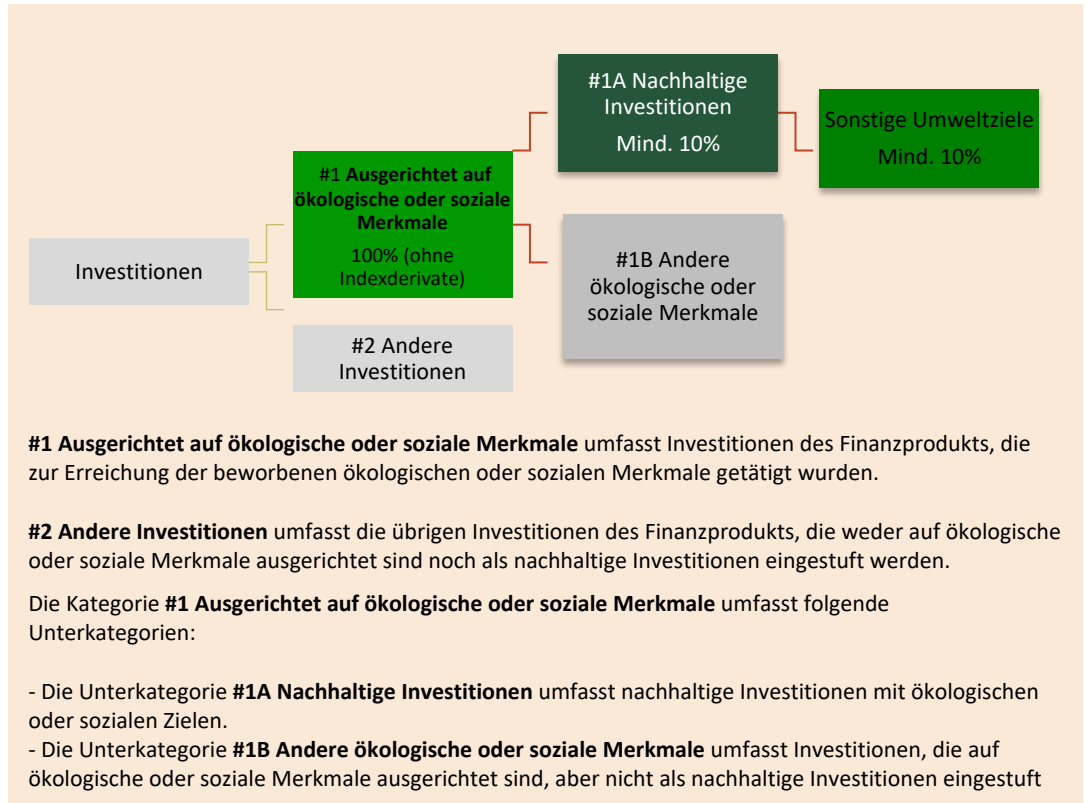 #1A Nachhaltige
Investitionen
Mind. 10%
Sonstige Umweltziele
Mind. 10%
#1 Ausgerichtet auf
ökologische oder soziale
Merkmale
100% (ohne
Indexderivate)
Investitionen
#1B Andere
ökologische oder
soziale Merkmale
#2 Andere
Investitionen
#1 Ausgerichtet auf ökologische oder soziale Merkmale umfasst Investitionen des Finanzprodukts, die
zur Erreichung der beworbenen ökologischen oder sozialen Merkmale getätigt wurden.
#2 Andere Investitionen umfasst die übrigen Investitionen des Finanzprodukts, die weder auf ökologische
oder soziale Merkmale ausgerichtet sind noch als nachhaltige Investitionen eingestuft werden.
Die Kategorie #1 Ausgerichtet auf ökologische oder soziale Merkmale umfasst folgende
Unterkategorien:
- Die Unterkategorie #1A Nachhaltige Investitionen umfasst nachhaltige Investitionen mit ökologischen
oder sozialen Zielen.
- Die Unterkategorie #1B Andere ökologische oder soziale Merkmale umfasst Investitionen, die auf
ökologische oder soziale Merkmale ausgerichtet sind, aber nicht als nachhaltige Investitionen eingestuft